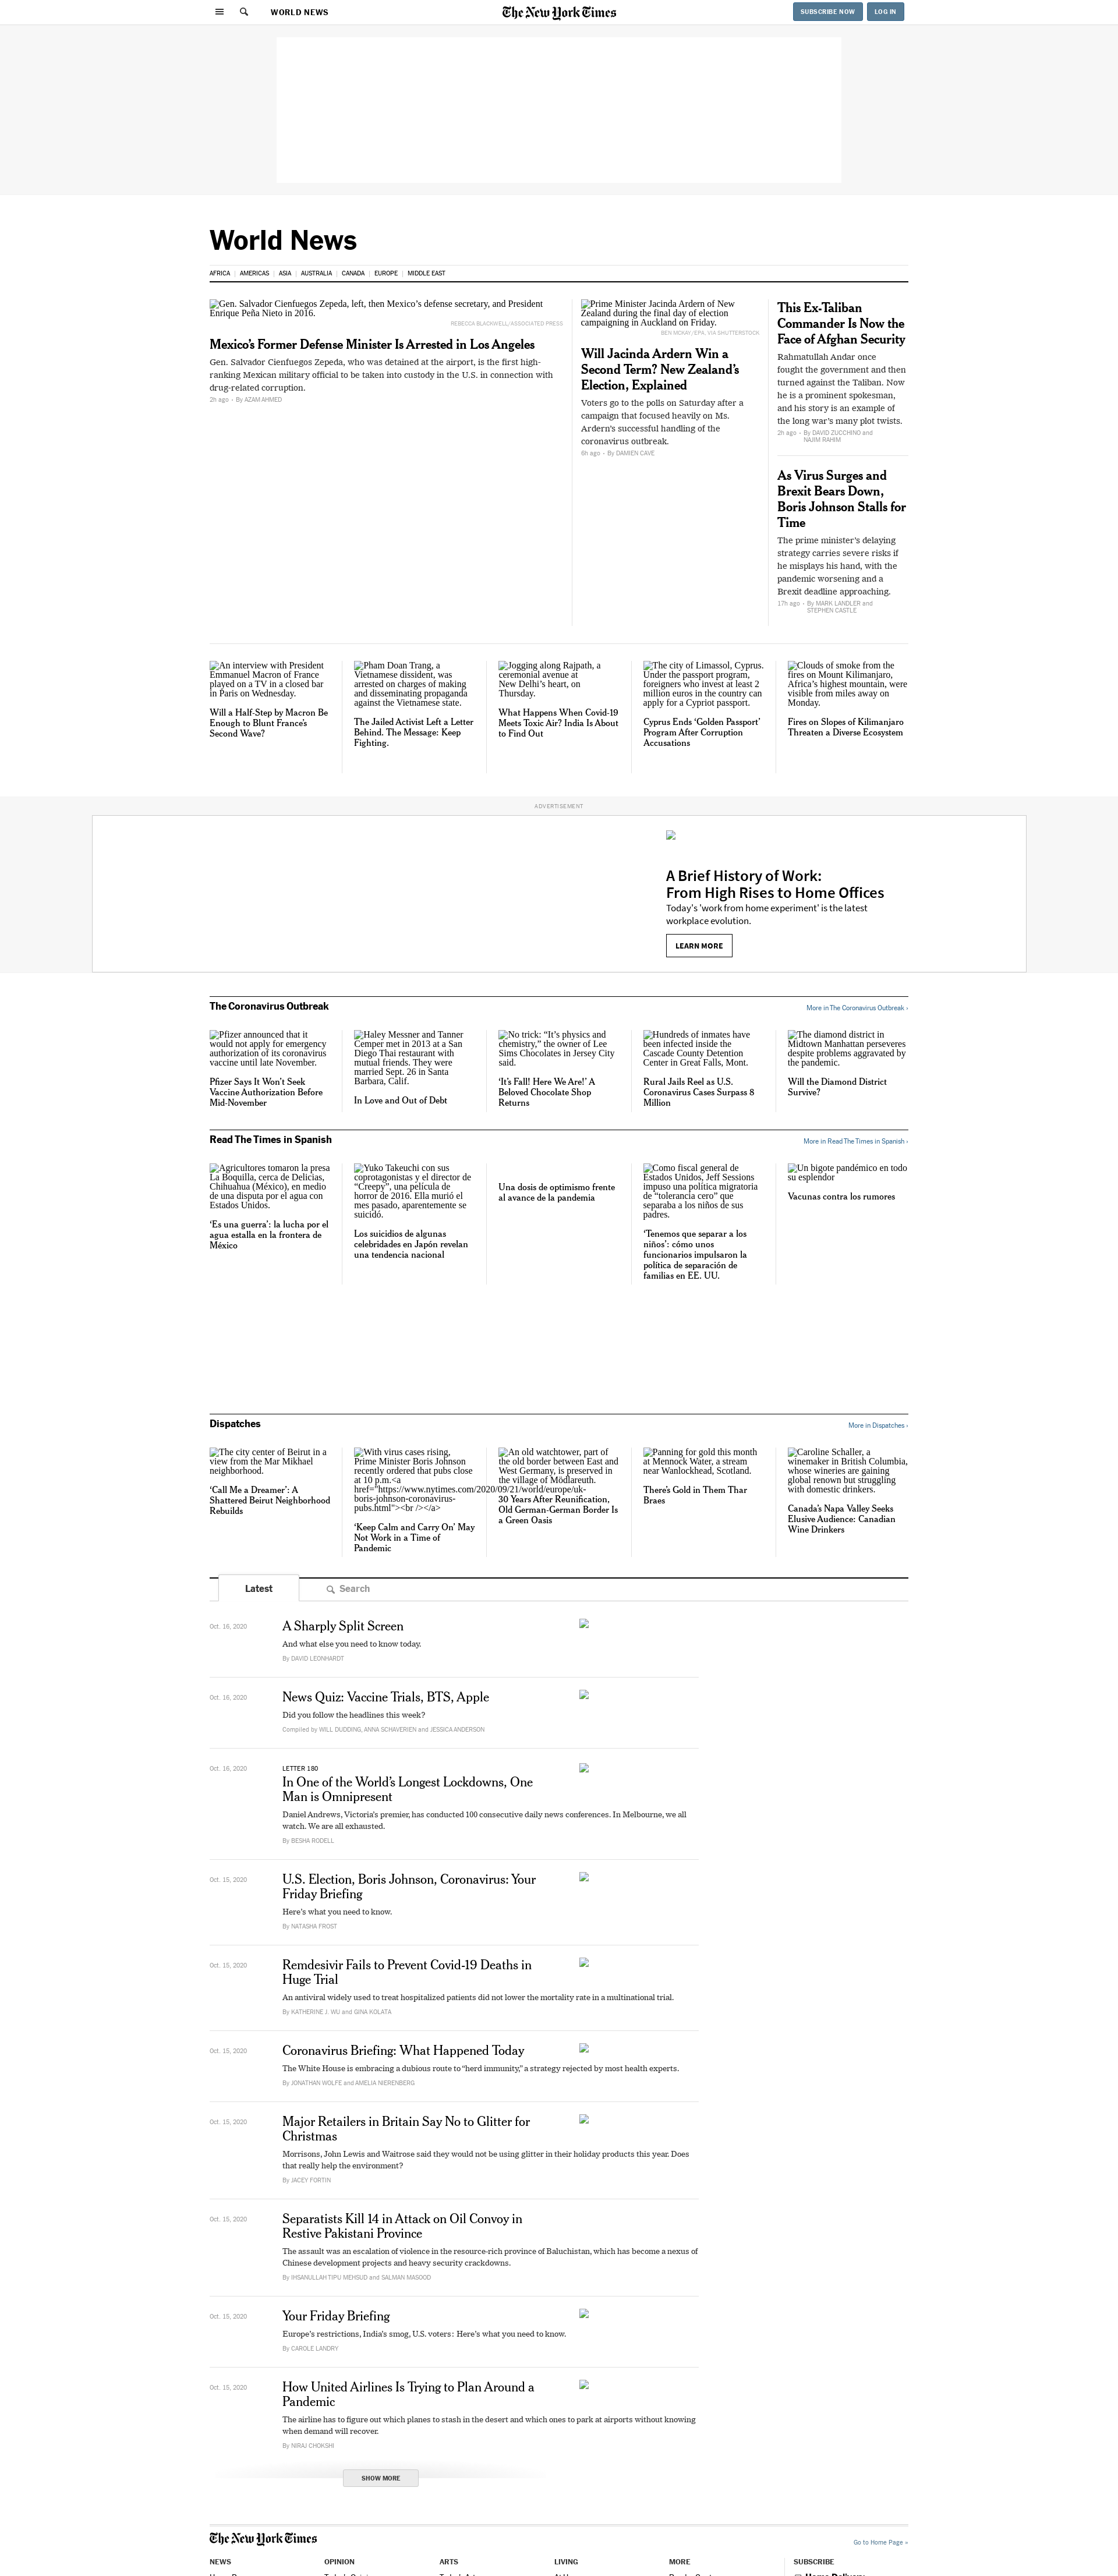 WORLD NEWS
The New York Times
SUBSCRIBE NOW
LOG IN
World News
AFRICA
AMERICAS
ASIA
AUSTRALIA
CANADA
EUROPE
MIDDLE EAST
Gen. Salvador Cienfuegos Zepeda, left, then Mexico's defense secretary, and President
Enrique Peña Nieto in 2016.
REBECCA BLACKWELL/ASSOCIATED PRESS
Mexico's Former Defense Minister Is Arrested in Los Angeles
Gen. Salvador Cienfuegos Zepeda, who was detained at the airport, is the first high-
ranking Mexican military official to be taken into custody in the U.S. in connection with
drug-related corruption.
2h ago • By AZAM AHMED
Prime Minister Jacinda Ardern of New
Zealand during the final day of election
campaigning in Auckland on Friday.
BEN MCKAY/EPA, VIA SHUTTERSTOCK
Will Jacinda Ardern Win a
Second Term? New Zealand's
Election, Explained
Voters go to the polls on Saturday after a
campaign that focused heavily on Ms.
Ardern's successful handling of the
coronavirus outbreak.
6h ago • By DAMIEN CAVE
This Ex-Taliban
Commander Is Now the
Face of Afghan Security
Rahmatullah Andar once
fought the government and then
turned against the Taliban. Now
he is a prominent spokesman,
and his story is an example of
the long war's many plot twists.
2h ago • By DAVID ZUCCHINO and
NAJIM RAHIM
As Virus Surges and
Brexit Bears Down,
Boris Johnson Stalls for
Time
The prime minister's delaying
strategy carries severe risks if
he misplays his hand, with the
pandemic worsening and a
Brexit deadline approaching.
17h ago • By MARK LANDLER and
STEPHEN CASTLE
An interview with President
Emmanuel Macron of France
played on a TV in a closed bar
in Paris on Wednesday.
Will a Half-Step by Macron Be
Enough to Blunt France's
Second Wave?
Pham Doan Trang, a
Vietnamese dissident, was
arrested on charges of making
and disseminating propaganda
against the Vietnamese state.
The Jailed Activist Left a Letter
Behind. The Message: Keep
Fighting.
Jogging along Rajpath, a
ceremonial avenue at
New Delhi's heart, on
Thursday.
What Happens When Covid-19
Meets Toxic Air? India Is About
to Find Out
The city of Limassol, Cyprus.
Under the passport program,
foreigners who invest at least 2
million euros in the country can
apply for a Cypriot passport.
Cyprus Ends 'Golden Passport'
Program After Corruption
Accusations
Clouds of smoke from the
fires on Mount Kilimanjaro,
Africa's highest mountain, were
visible from miles away on
Monday.
Fires on Slopes of Kilimanjaro
Threaten a Diverse Ecosystem
ADVERTISEMENT
A Brief History of Work:
From High Rises to Home Offices
Today's 'work from home experiment' is the latest
workplace evolution.
LEARN MORE
The Coronavirus Outbreak
More in The Coronavirus Outbreak ›
Pfizer announced that it
would not apply for emergency
authorization of its coronavirus
vaccine until late November.
Pfizer Says It Won't Seek
Vaccine Authorization Before
Mid-November
Haley Messner and Tanner
Cemper met in 2013 at a San
Diego Thai restaurant with
mutual friends. They were
married Sept. 26 in Santa
Barbara, Calif.
In Love and Out of Debt
No trick: “It's physics and
chemistry,” the owner of Lee
Sims Chocolates in Jersey City
said.
'It's Fall! Here We Are!' A
Beloved Chocolate Shop
Returns
Hundreds of inmates have
been infected inside the
Cascade County Detention
Center in Great Falls, Mont.
Rural Jails Reel as U.S.
Coronavirus Cases Surpass 8
Million
The diamond district in
Midtown Manhattan perseveres
despite problems aggravated by
the pandemic.
Will the Diamond District
Survive?
Read The Times in Spanish
More in Read The Times in Spanish ›
Agricultores tomaron la presa
La Boquilla, cerca de Delicias,
Chihuahua (México), en medio
de una disputa por el agua con
Estados Unidos.
'Es una guerra': la lucha por el
agua estalla en la frontera de
México
Yuko Takeuchi con sus
coprotagonistas y el director de
“Creepy”, una película de
horror de 2016. Ella murió el
mes pasado, aparentemente se
suicidó.
Los suicidios de algunas
celebridades en Japón revelan
una tendencia nacional
Una dosis de optimismo frente
al avance de la pandemia
Como fiscal general de
Estados Unidos, Jeff Sessions
impuso una política migratoria
de “tolerancia cero” que
separaba a los niños de sus
padres.
'Tenemos que separar a los
niños': cómo unos
funcionarios impulsaron la
política de separación de
familias en EE. UU.
Un bigote pandémico en todo
su esplendor
Vacunas contra los rumores
Dispatches
More in Dispatches ›
The city center of Beirut in a
view from the Mar Mikhael
neighborhood.
'Call Me a Dreamer': A
Shattered Beirut Neighborhood
Rebuilds
With virus cases rising,
Prime Minister Boris Johnson
recently ordered that pubs close
at 10 p.m.<a
href="https://www.nytimes.com/2020/09/21/world/europe/uk-
boris-johnson-coronavirus-
pubs.html"><br /></a>
'Keep Calm and Carry On' May
Not Work in a Time of
Pandemic
An old watchtower, part of
the old border between East and
West Germany, is preserved in
the village of Mödlareuth.
30 Years After Reunification,
Old German-German Border Is
a Green Oasis
Panning for gold this month
at Mennock Water, a stream
near Wanlockhead, Scotland.
There's Gold in Them Thar
Braes
Caroline Schaller, a
winemaker in British Columbia,
whose wineries are gaining
global renown but struggling
with domestic drinkers.
Canada's Napa Valley Seeks
Elusive Audience: Canadian
Wine Drinkers
Latest
Search
Oct. 16, 2020
A Sharply Split Screen
And what else you need to know today.
By DAVID LEONHARDT
Oct. 16, 2020
News Quiz: Vaccine Trials, BTS, Apple
Did you follow the headlines this week?
Compiled by WILL DUDDING, ANNA SCHAVERIEN and JESSICA ANDERSON
Oct. 16, 2020
LETTER 180
In One of the World's Longest Lockdowns, One
Man is Omnipresent
Daniel Andrews, Victoria's premier, has conducted 100 consecutive daily news conferences. In Melbourne, we all
watch. We are all exhausted.
By BESHA RODELL
Oct. 15, 2020
U.S. Election, Boris Johnson, Coronavirus: Your
Friday Briefing
Here's what you need to know.
By NATASHA FROST
Oct. 15, 2020
Remdesivir Fails to Prevent Covid-19 Deaths in
Huge Trial
An antiviral widely used to treat hospitalized patients did not lower the mortality rate in a multinational trial.
By KATHERINE J. WU and GINA KOLATA
Oct. 15, 2020
Coronavirus Briefing: What Happened Today
The White House is embracing a dubious route to “herd immunity,” a strategy rejected by most health experts.
By JONATHAN WOLFE and AMELIA NIERENBERG
Oct. 15, 2020
Major Retailers in Britain Say No to Glitter for
Christmas
Morrisons, John Lewis and Waitrose said they would not be using glitter in their holiday products this year. Does
that really help the environment?
By JACEY FORTIN
Oct. 15, 2020
Separatists Kill 14 in Attack on Oil Convoy in
Restive Pakistani Province
The assault was an escalation of violence in the resource-rich province of Baluchistan, which has become a nexus of
Chinese development projects and heavy security crackdowns.
By IHSANULLAH TIPU MEHSUD and SALMAN MASOOD
Oct. 15, 2020
Your Friday Briefing
Europe's restrictions, India's smog, U.S. voters: Here's what you need to know.
By CAROLE LANDRY
Oct. 15, 2020
How United Airlines Is Trying to Plan Around a
Pandemic
The airline has to figure out which planes to stash in the desert and which ones to park at airports without knowing
when demand will recover.
By NIRAJ CHOKSHI
SHOW MORE
The New York Times
Go to Home Page »
NEWS
OPINION
ARTS
LIVING
MORE
SUBSCRIBE